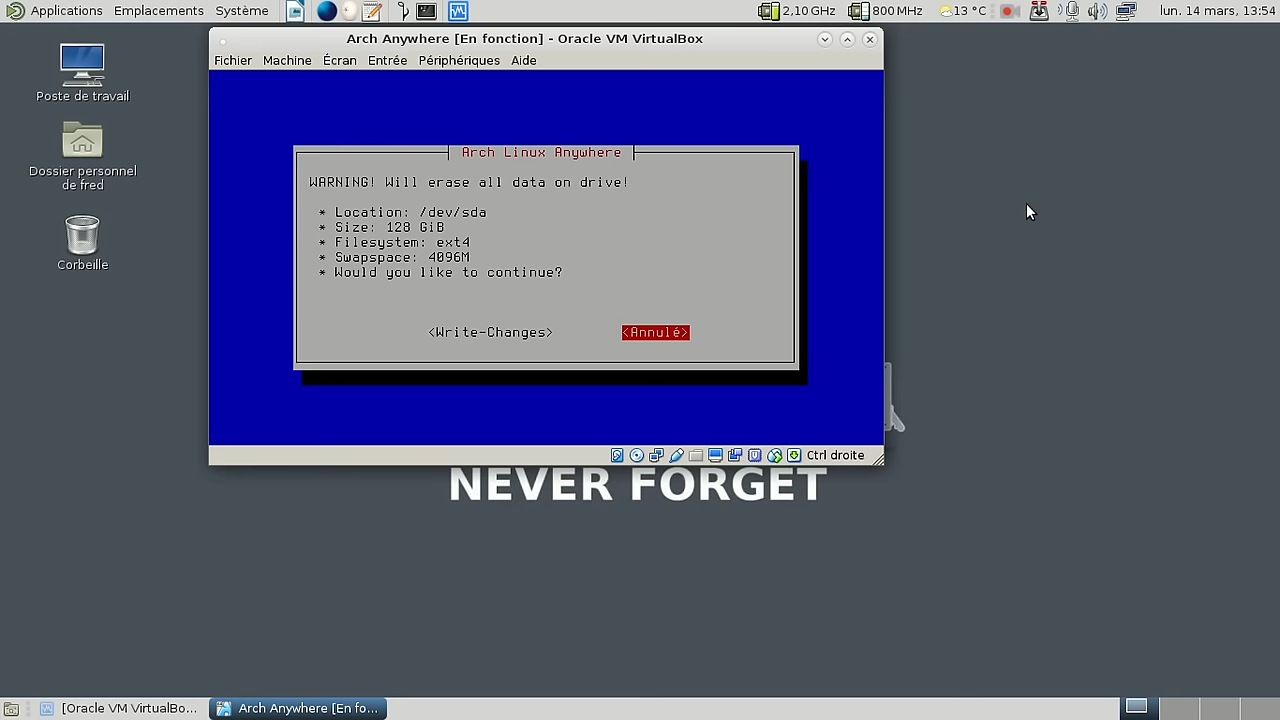 Applications Emplacements Système 2,10 GHz 800 MHz 13 °C lun. 14 mars, 13:54
Arch Anywhere [En fonction] - Oracle VM VirtualBox
Fichier Machine Écran Entrée Périphériques Aide
Poste de travail
Dossier personnel
de fred
Corbeille
Arch Linux Anywhere
WARNING! Will erase all data on drive!
* Location: /dev/sda
* Size: 128 GiB
* Filesystem: ext4
* Swapspace: 4096M
* Would you like to continue?
<Write-Changes> <Annulé>
Ctrl droite
NEVER FORGET
[Oracle VM VirtualBo... Arch Anywhere [En fo...